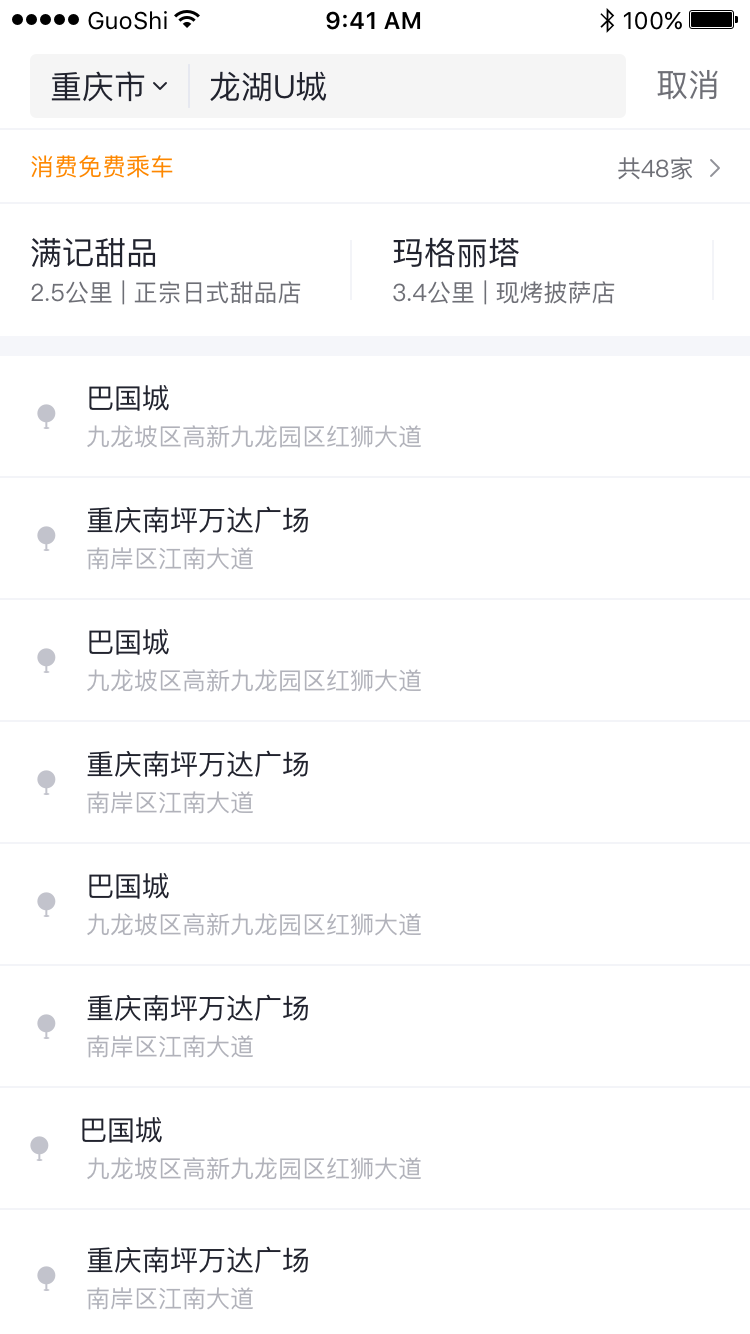 GuoShi 9:41 AM 100%
重庆市 龙湖U城 取消
消费免费乘车 共48家
满记甜品 玛格丽塔
2.5公里 | 正宗日式甜品店 3.4公里 | 现烤披萨店
巴国城
九龙坡区高新九龙园区红狮大道
重庆南坪万达广场
南岸区江南大道
巴国城
九龙坡区高新九龙园区红狮大道
重庆南坪万达广场
南岸区江南大道
巴国城
九龙坡区高新九龙园区红狮大道
重庆南坪万达广场
南岸区江南大道
巴国城
九龙坡区高新九龙园区红狮大道
重庆南坪万达广场
南岸区江南大道